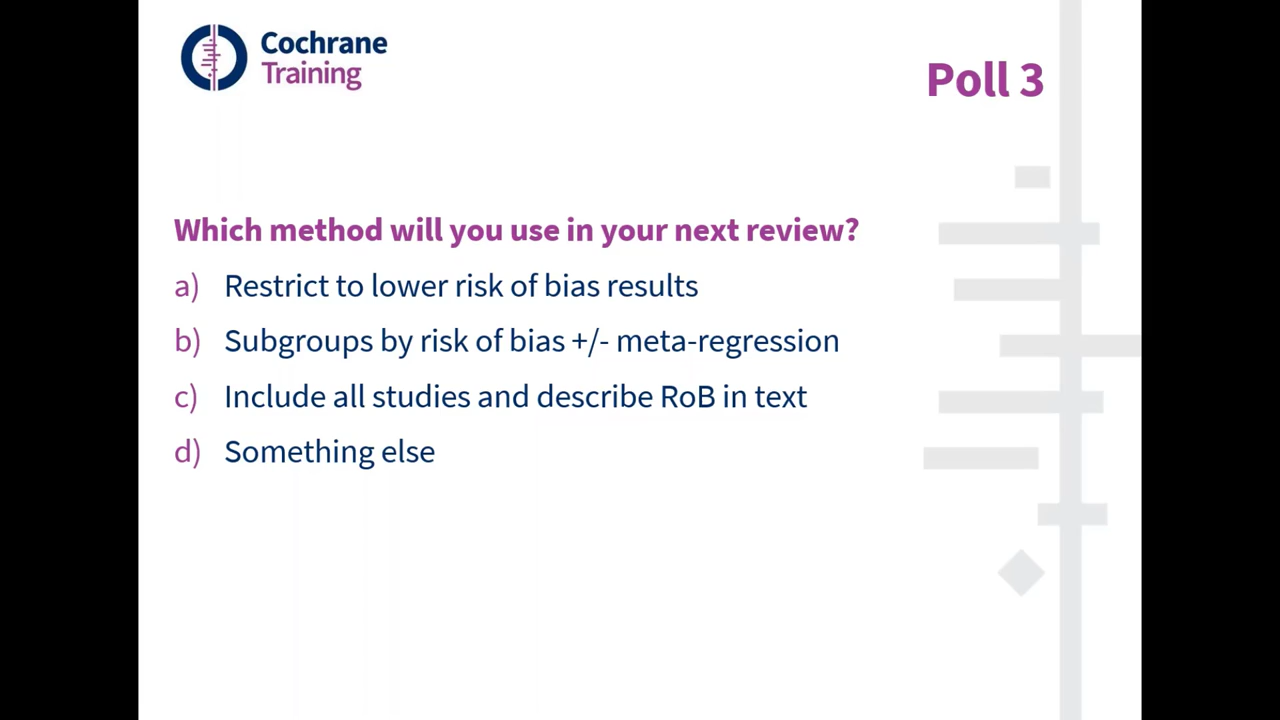 Cochrane
Training
Poll 3
Which method will you use in your next review?
a) Restrict to lower risk of bias results
b) Subgroups by risk of bias +/- meta-regression
c) Include all studies and describe RoB in text
d) Something else